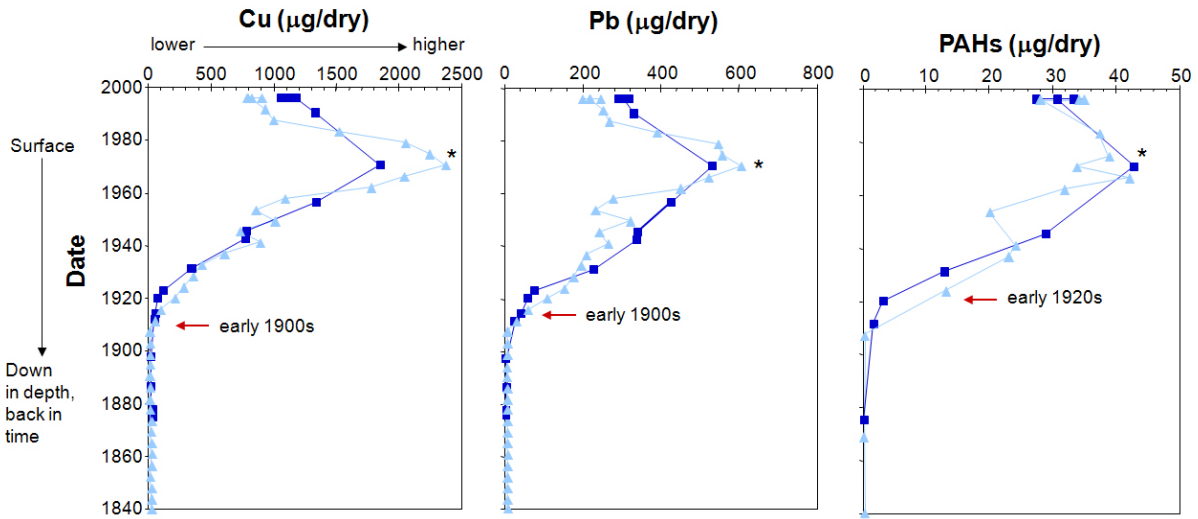 Cu (µg/dry)
lower
higher
0 500 1000 1500 2000 2500
Pb (µg/dry)
0 200 400 600 800
PAHs (µg/dry)
0 10 20 30 40 50
Surface
Down
in depth,
back in
time
Date
2000
1980
1960
1940
1920
1900
1880
1860
1840
*
early 1900s
*
early 1900s
*
early 1920s